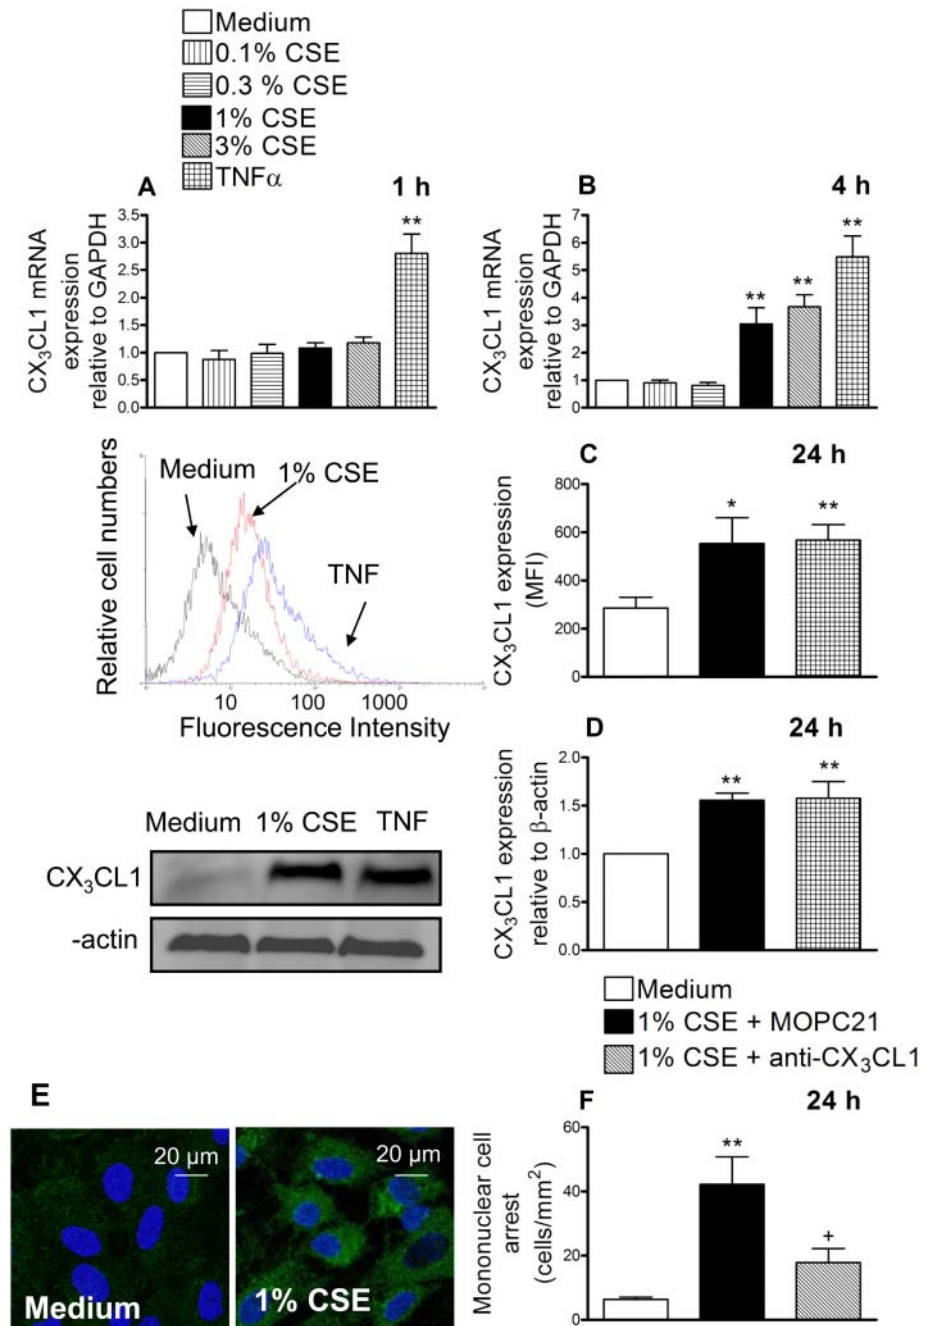 Medium
0.1% CSE
0.3 % CSE
1% CSE
3% CSE
TNFα
A
1 h
CX3CL1 mRNA
expression
relative to GAPDH
3.5
3.0
2.5
2.0
1.5
1.0
0.5
0.0
**
B
4 h
CX3CL1 mRNA
expression
relative to GAPDH
7
6
5
4
3
2
1
0
**
**
**
Relative cell numbers
Medium
1% CSE
TNF
10 100 1000
Fluorescence Intensity
C
24 h
CX3CL1 expression
(MFI)
800
600
400
200
0
*
**
Medium 1% CSE TNF
CX3CL1
-actin
D
24 h
CX3CL1 expression
relative to β-actin
2.0
1.5
1.0
0.5
0.0
**
**
Medium
1% CSE + MOPC21
1% CSE + anti-CX3CL1
E
20 µm
Medium
20 µm
1% CSE
F
24 h
Mononuclear cell
arrest
(cells/mm2)
60
40
20
0
**
+